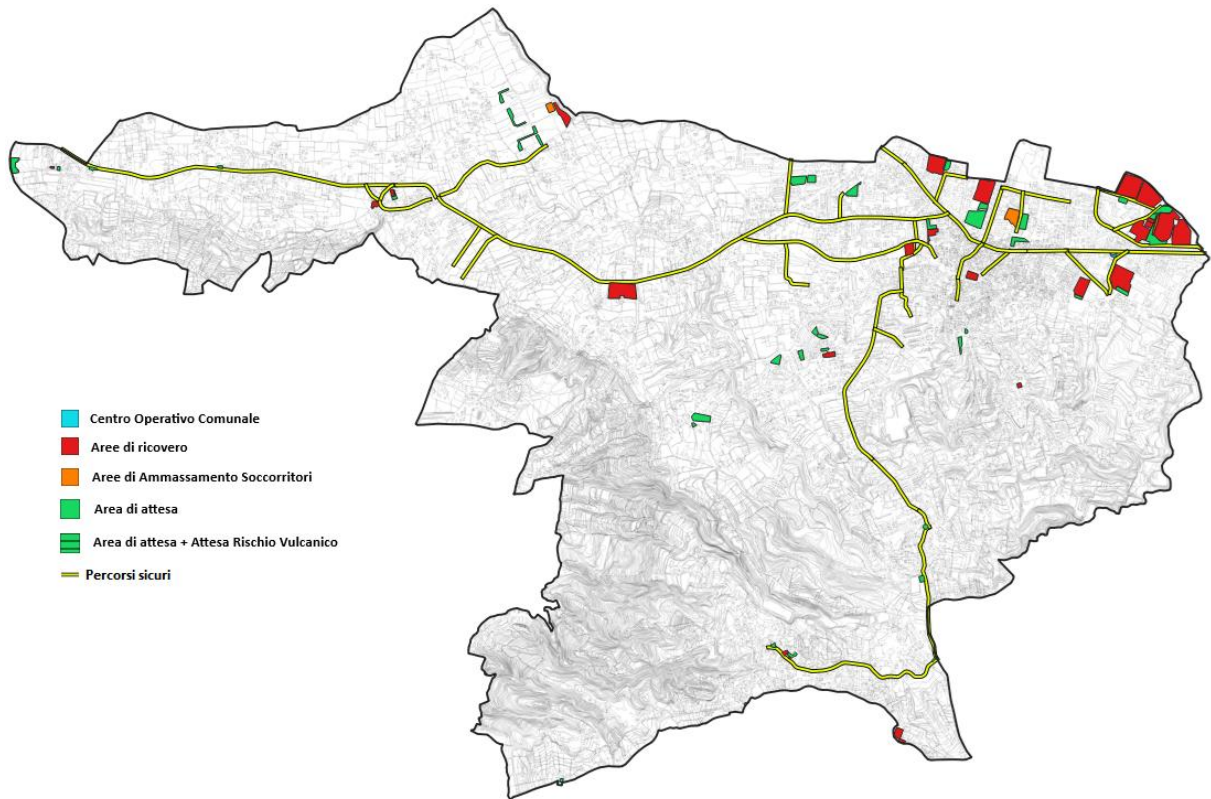 Centro Operativo Comunale
Aree di ricovero
Aree di Ammassamento Soccorritori
Area di attesa
Area di attesa + Attesa Rischio Vulcanico
Percorsi sicuri